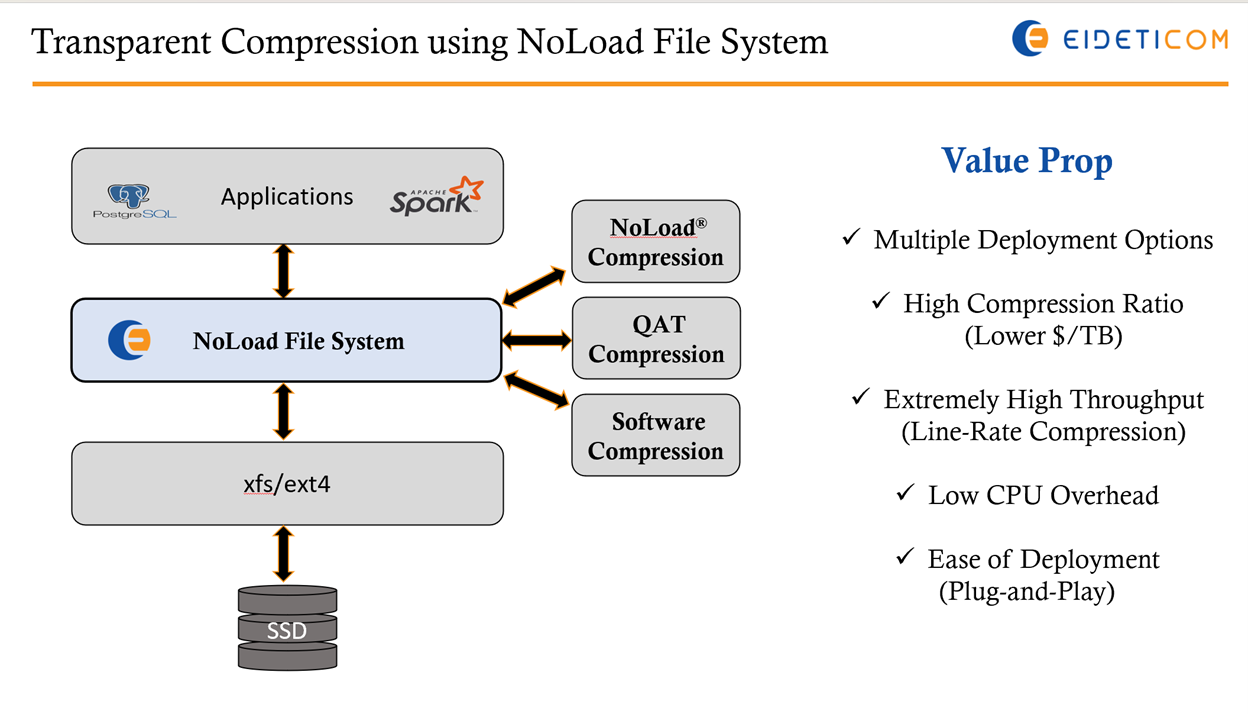 Transparent Compression using NoLoad File System
EIDETICOM
PostgreSQL
Applications
APACHE
Spark™
NoLoad®
Compression
NoLoad File System
QAT
Compression
Software
Compression
xfs/ext4
SSD
Value Prop
✓ Multiple Deployment Options
✓ High Compression Ratio
(Lower $/TB)
✓ Extremely High Throughput
(Line-Rate Compression)
✓ Low CPU Overhead
✓ Ease of Deployment
(Plug-and-Play)